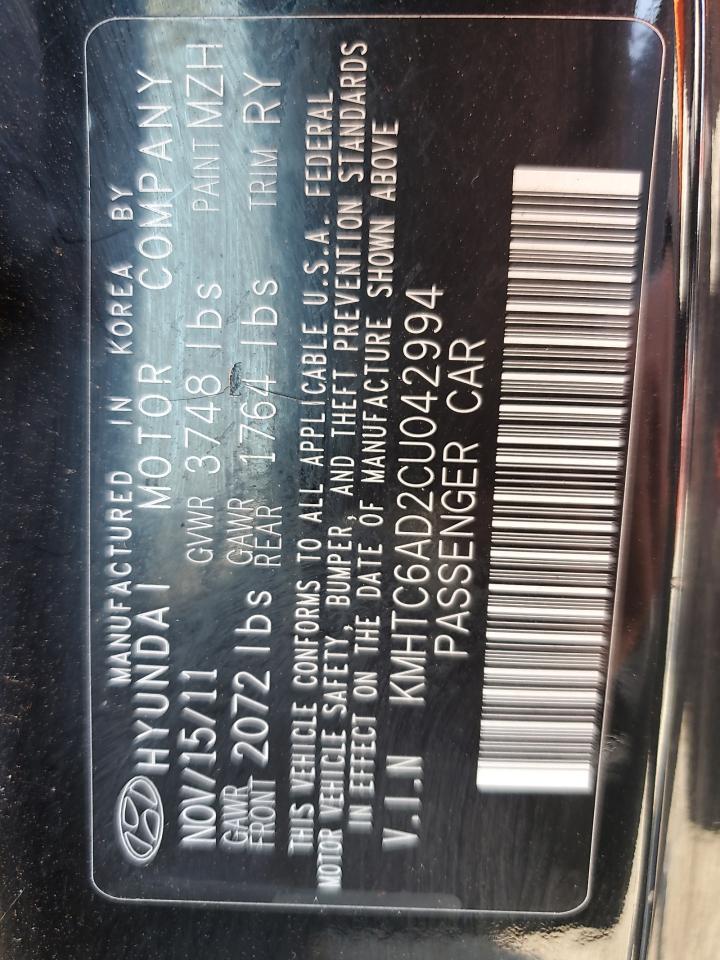 MANUFACTURED IN KOREA BY
HYUNDAI MOTOR COMPANY
NOV/15/11 GVWR 3748 lbs PAINT MZH
GAWR FRONT 2072 lbs GAWR REAR 1764 lbs TRIM RY
THIS VEHICLE CONFORMS TO ALL APPLICABLE U.S.A. FEDERAL
MOTOR VEHICLE SAFETY, BUMPER, AND THEFT PREVENTION STANDARDS
IN EFFECT ON THE DATE OF MANUFACTURE SHOWN ABOVE
V.I.N KMHTC6AD2CU042994
PASSENGER CAR